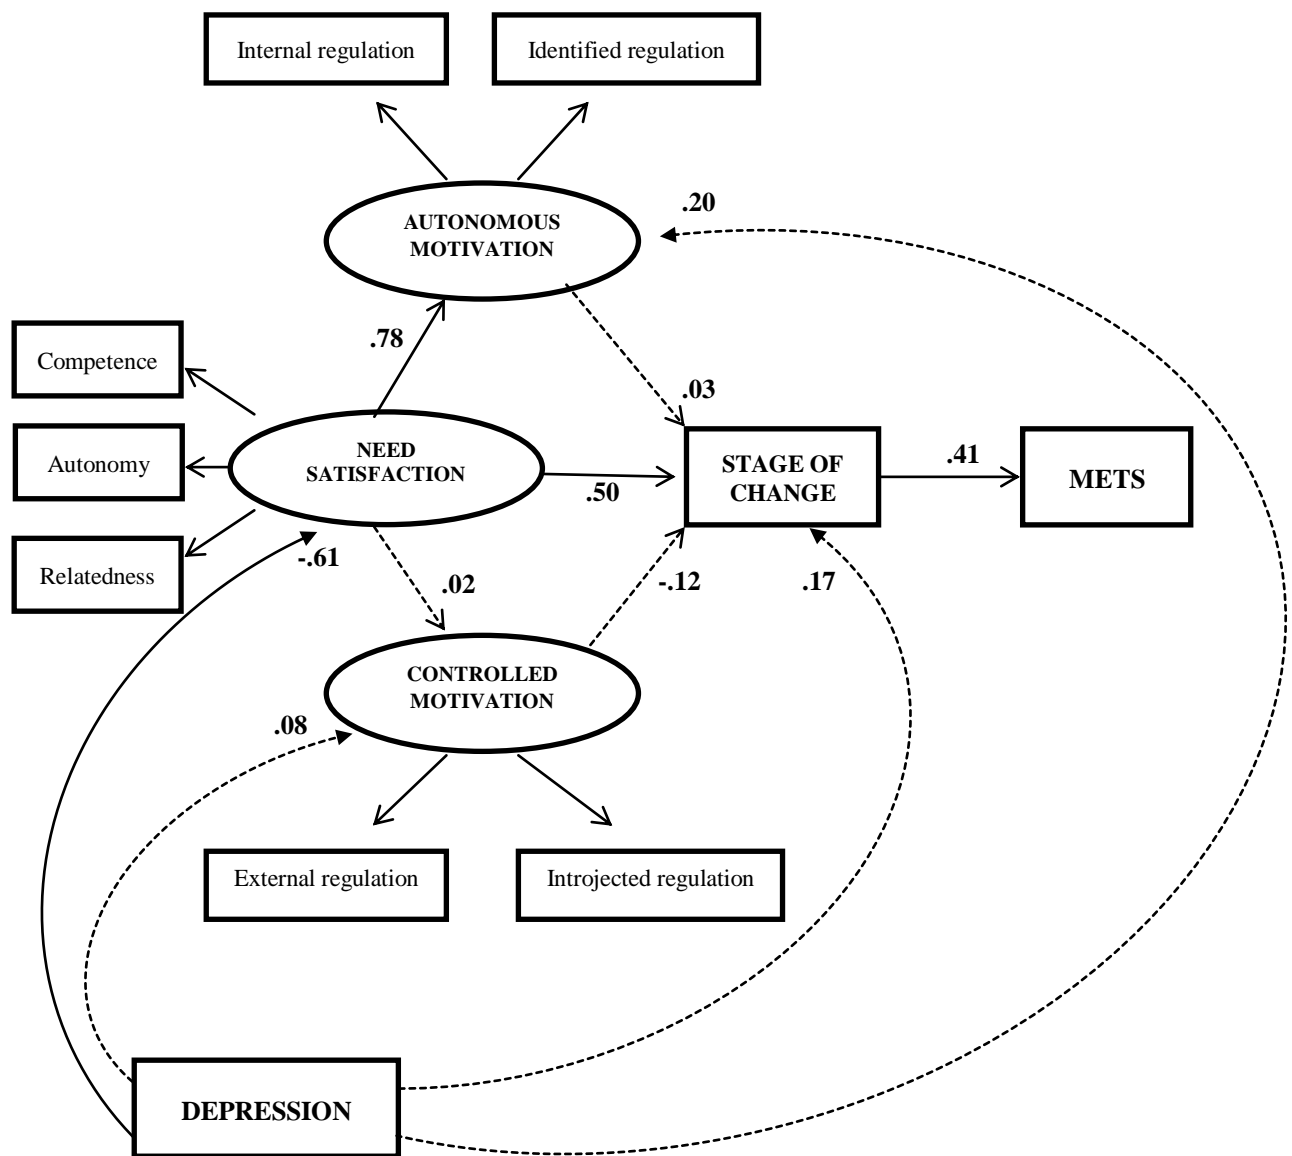 Internal regulation
Identified regulation
AUTONOMOUS
MOTIVATION
.20
.78
Competence
.03
NEED
SATISFACTION
Autonomy
STAGE OF
CHANGE
.41
METS
.50
Relatedness
-.61
.02
-.12
.17
CONTROLLED
MOTIVATION
.08
External regulation
Introjected regulation
DEPRESSION